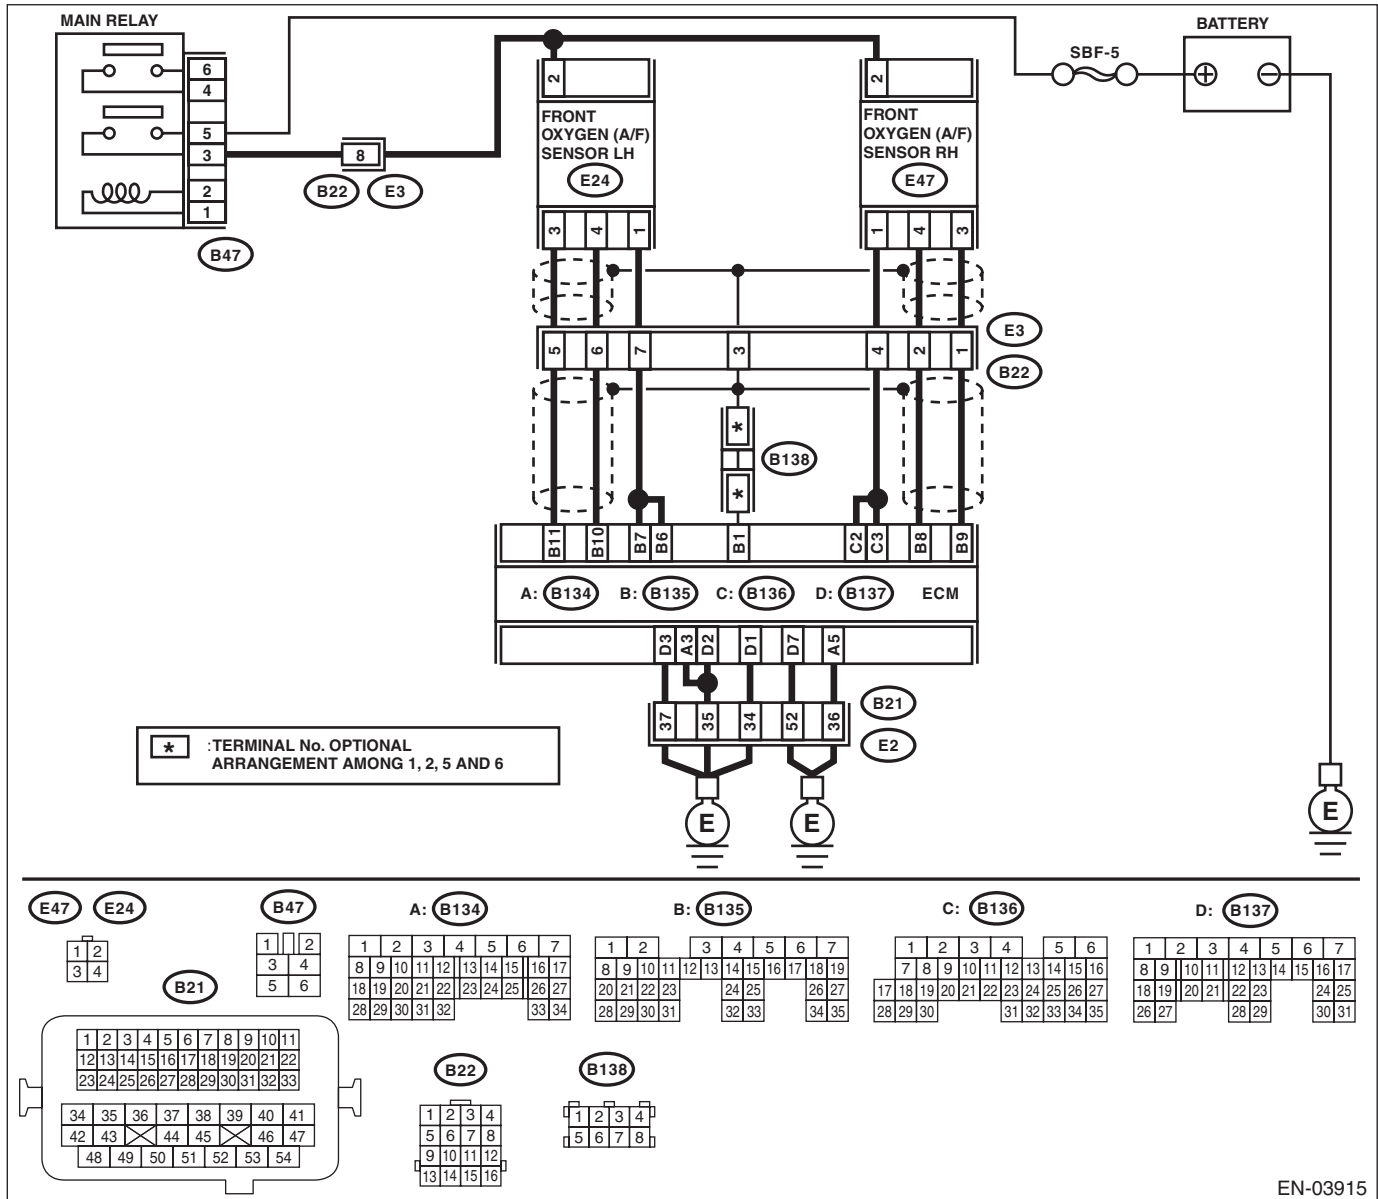 MAIN RELAY
BATTERY
SBF-5
6
4
5
3
2
1
B47
8
B22 E3
2
FRONT
OXYGEN (A/F)
SENSOR LH
E24
2
FRONT
OXYGEN (A/F)
SENSOR RH
E47
3 4 1
1 4 3
E3
5 6 7 3 4 2 1
B22
*
B138
*
B11 B10 B7 B6 B1 C2 C3 B8 B9
A: B134 B: B135 C: B136 D: B137 ECM
D3 A3 D2 D1 D7 A5
B21
37 35 34 52 36
E2
* :TERMINAL No. OPTIONAL
ARRANGEMENT AMONG 1, 2, 5 AND 6
E E E
E47 E24
1 2
3 4
B47
1 2
3 4
5 6
A: B134
1 2 3 4 5 6 7
8 9 10 11 12 13 14 15 16 17
18 19 20 21 22 23 24 25 26 27
28 29 30 31 32 33 34
B: B135
1 2 3 4 5 6 7
8 9 10 11 12 13 14 15 16 17 18 19
20 21 22 23 24 25 26 27
28 29 30 31 32 33 34 35
C: B136
1 2 3 4 5 6
7 8 9 10 11 12 13 14 15 16
17 18 19 20 21 22 23 24 25 26 27
28 29 30 31 32 33 34 35
D: B137
1 2 3 4 5 6 7
8 9 10 11 12 13 14 15 16 17
18 19 20 21 22 23 24 25
26 27 28 29 30 31
B21
1 2 3 4 5 6 7 8 9 10 11
12 13 14 15 16 17 18 19 20 21 22
23 24 25 26 27 28 29 30 31 32 33
34 35 36 37 38 39 40 41
42 43 44 45 46 47
48 49 50 51 52 53 54
B22
1 2 3 4
5 6 7 8
9 10 11 12
13 14 15 16
B138
1 2 3 4
5 6 7 8
EN-03915